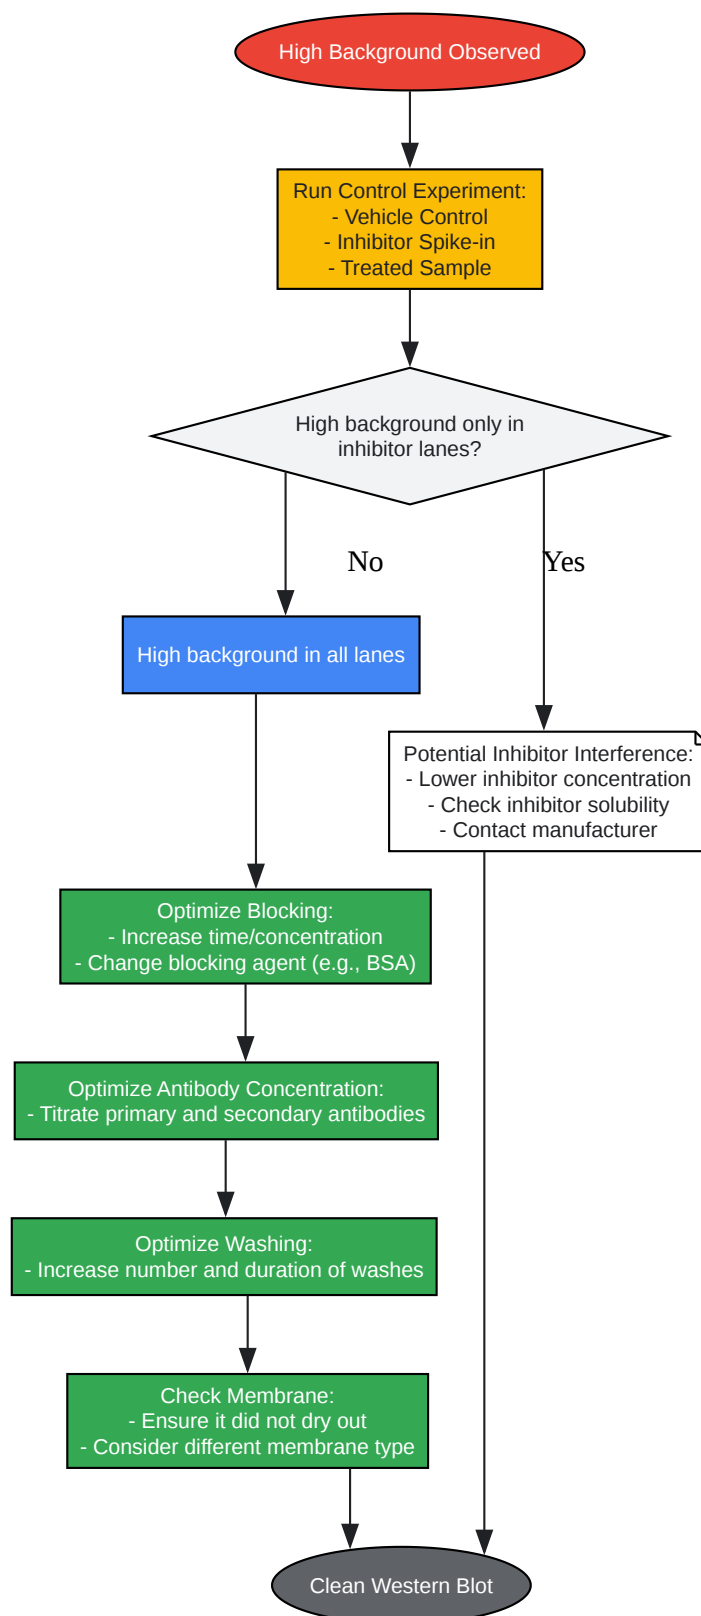 High Background Observed
Run Control Experiment:
- Vehicle Control
- Inhibitor Spike-in
- Treated Sample
High background only in
inhibitor lanes?
No
Yes
High background in all lanes
Potential Inhibitor Interference:
- Lower inhibitor concentration
- Check inhibitor solubility
- Contact manufacturer
Optimize Blocking:
- Increase time/concentration
- Change blocking agent (e.g., BSA)
Optimize Antibody Concentration:
- Titrate primary and secondary antibodies
Optimize Washing:
- Increase number and duration of washes
Check Membrane:
- Ensure it did not dry out
- Consider different membrane type
Clean Western Blot